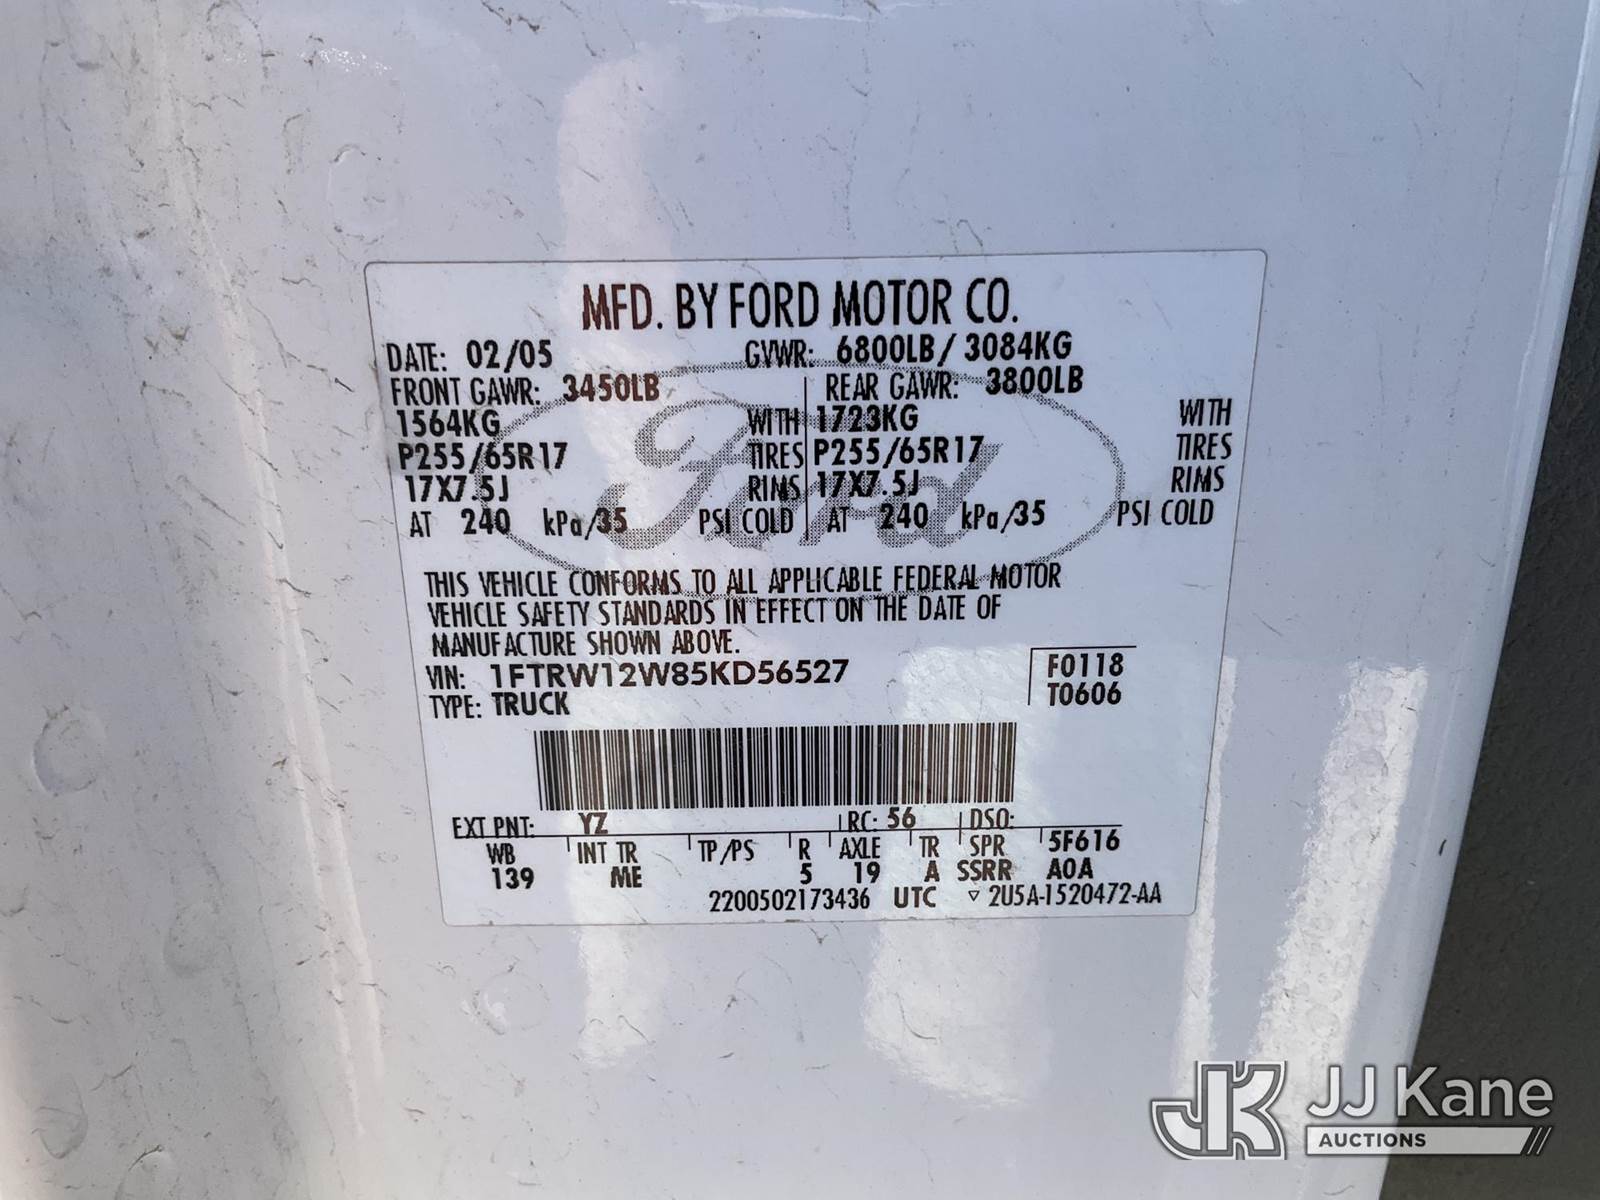 MFD. BY FORD MOTOR CO.
DATE: 02/05 GVWR: 6800LB/ 3084KG
FRONT GAWR: 3450LB REAR GAWR: 3800LB
1564KG WITH 1723KG WITH
P255/65R17 TIRES P255/65R17 TIRES
17X7.5J RIMS 17X7.5J RIMS
AT 240 kPa/35 PSI COLD AT 240 kPa/35 PSI COLD
Ford
THIS VEHICLE CONFORMS TO ALL APPLICABLE FEDERAL MOTOR
VEHICLE SAFETY STANDARDS IN EFFECT ON THE DATE OF
MANUFACTURE SHOWN ABOVE.
VIN: 1FTRW12W85KD56527 F0118
TYPE: TRUCK T0606
EXT PNT: YZ RC: 56 DSO:
WB INT TR TP/PS R AXLE TR SPR 5F616
139 ME 5 19 A SSRR A0A
2200502173436 UTC ▿ 2U5A-1520472-AA
JK JJ Kane
AUCTIONS